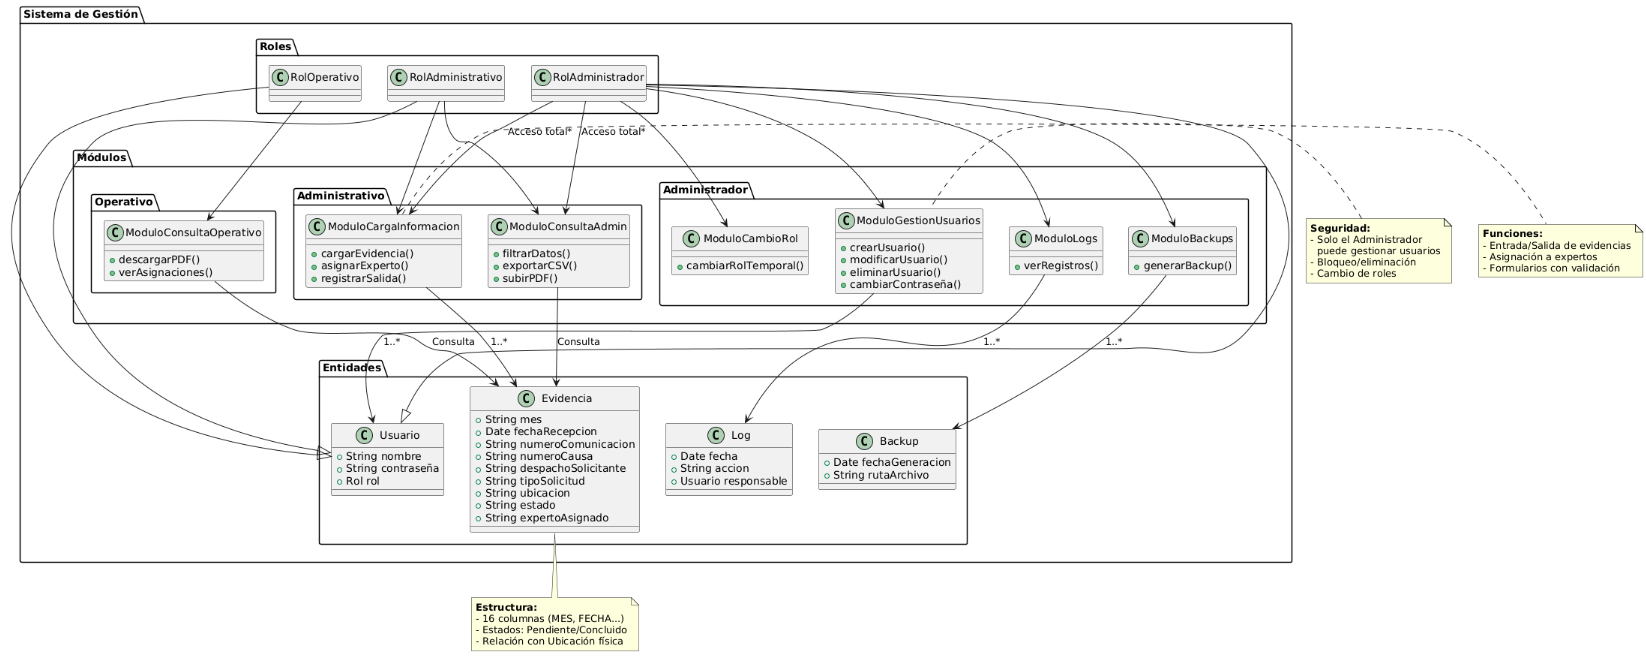 Sistema de Gestión
Roles
C RolOperativo
C RolAdministrativo
C RolAdministrador
Acceso total*
Acceso total*
Módulos
Operativo
C ModuloConsultaOperativo
descargarPDF()
verAsignaciones()
Administrativo
C ModuloCargaInformacion
cargarEvidencia()
asignarExperto()
registrarSalida()
C ModuloConsultaAdmin
filtrarDatos()
exportarCSV()
subirPDF()
Administrador
C ModuloCambioRol
cambiarRolTemporal()
C ModuloGestionUsuarios
crearUsuario()
modificarUsuario()
eliminarUsuario()
cambiarContraseña()
C ModuloLogs
verRegistros()
C ModuloBackups
generarBackup()
Seguridad:
- Solo el Administrador
puede gestionar usuarios
- Bloqueo/eliminación
- Cambio de roles
Funciones:
- Entrada/Salida de evidencias
- Asignación a expertos
- Formularios con validación
1..*
Consulta
1..*
Consulta
1..*
1..*
Entidades
C Usuario
String nombre
String contraseña
Rol rol
C Evidencia
String mes
Date fechaRecepcion
String numeroComunicacion
String numeroCausa
String despachoSolicitante
String tipoSolicitud
String ubicacion
String estado
String expertoAsignado
C Log
Date fecha
String accion
Usuario responsable
C Backup
Date fechaGeneracion
String rutaArchivo
Estructura:
- 16 columnas (MES, FECHA...)
- Estados: Pendiente/Concluido
- Relación con Ubicación física